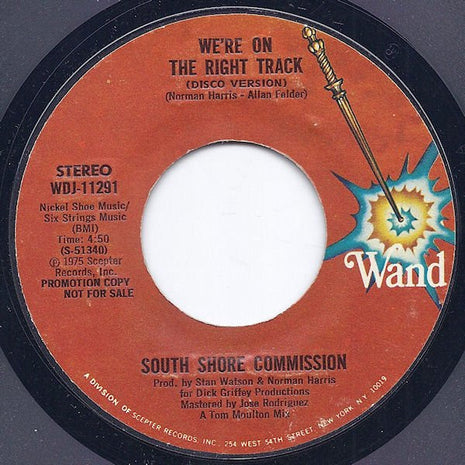 WE'RE ON
THE RIGHT TRACK
(DISCO VERSION)
(Norman Harris - Allan Felder)
STEREO
WDJ-11291
Nickel Shoe Music/
Six Strings Music
(BMI)
Time: 4:50
(S-51340)
℗ 1975 Scepter
Records, Inc.
PROMOTION COPY
NOT FOR SALE
Wand
SOUTH SHORE COMMISSION
Prod. by Stan Watson & Norman Harris
for Dick Griffey Productions
Mastered by Jose Rodriguez
A Tom Moulton Mix
A DIVISION OF SCEPTER RECORDS, INC., 254 WEST 54TH STREET, NEW YORK, N.Y. 10019